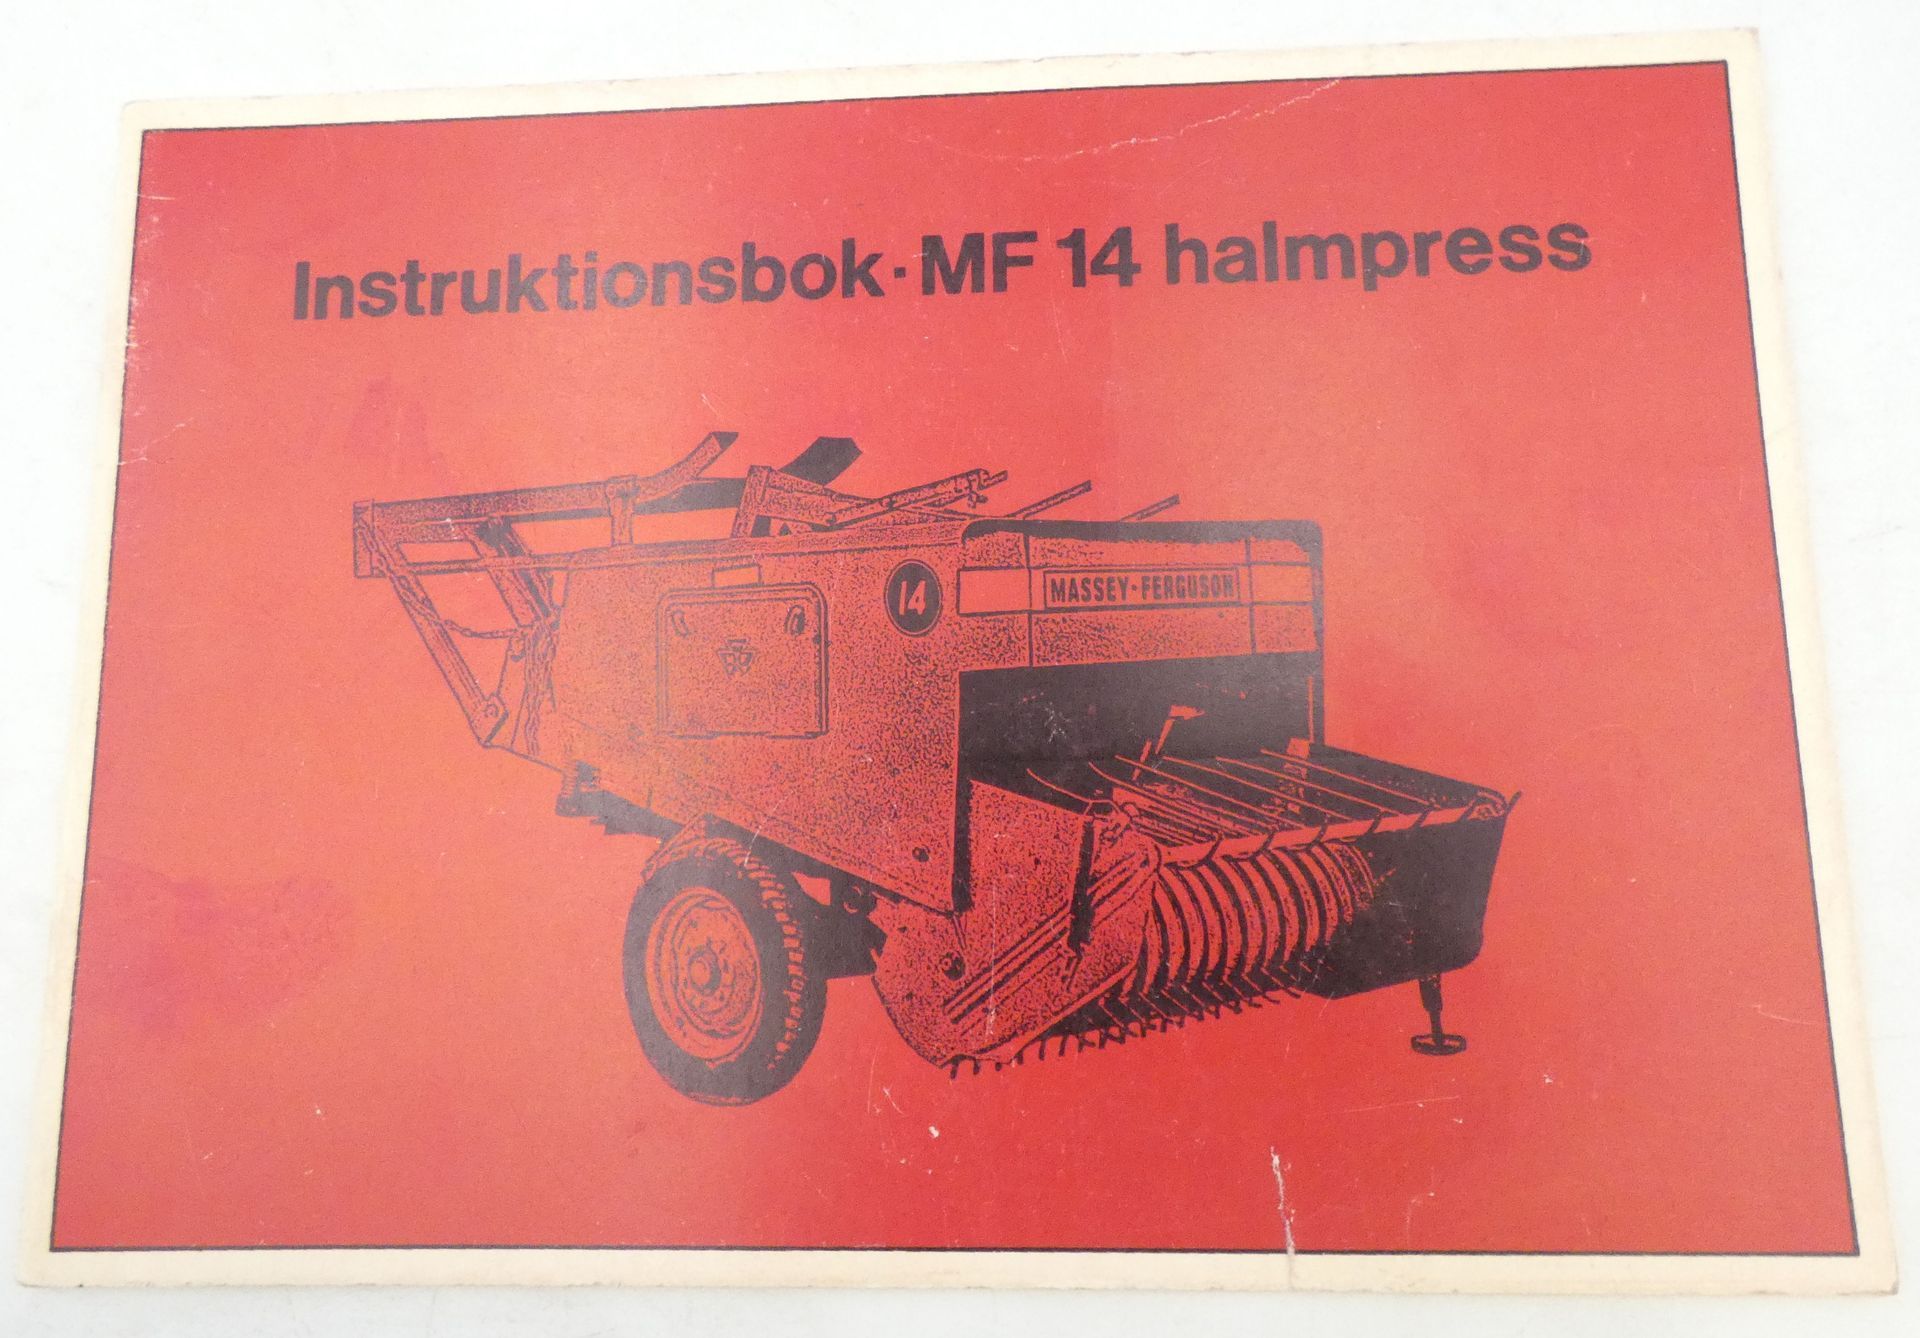 Instruktionsbok · MF 14 halmpress
14
MASSEY-FERGUSON